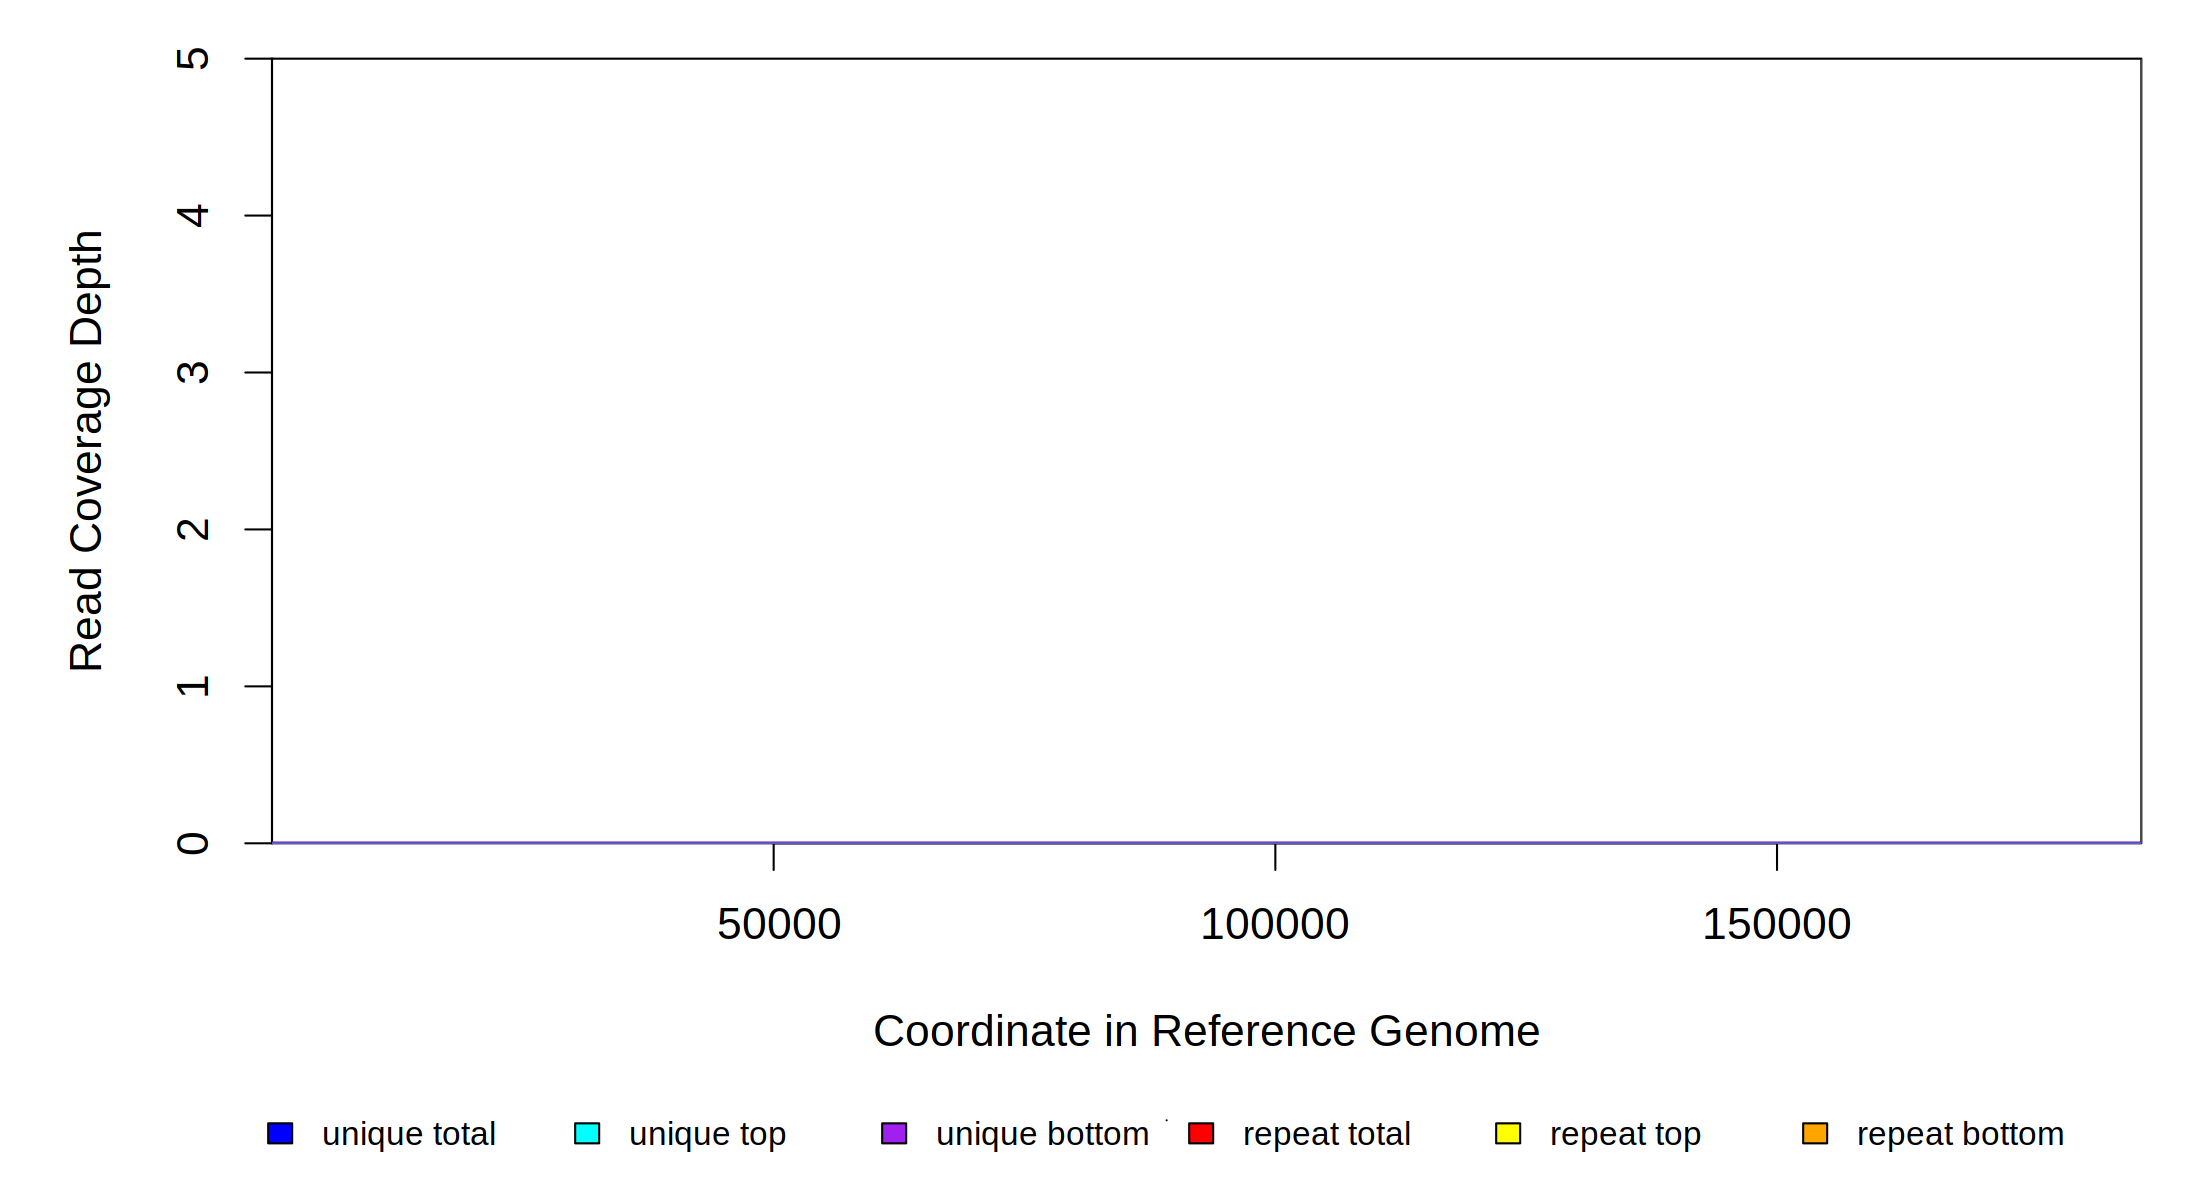 5
4
3
2
1
0
Read Coverage Depth
50000 100000 150000
Coordinate in Reference Genome
unique total unique top unique bottom repeat total repeat top repeat bottom